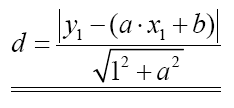 d = |y₁ − (a · x₁ + b)| / √(1² + a²)